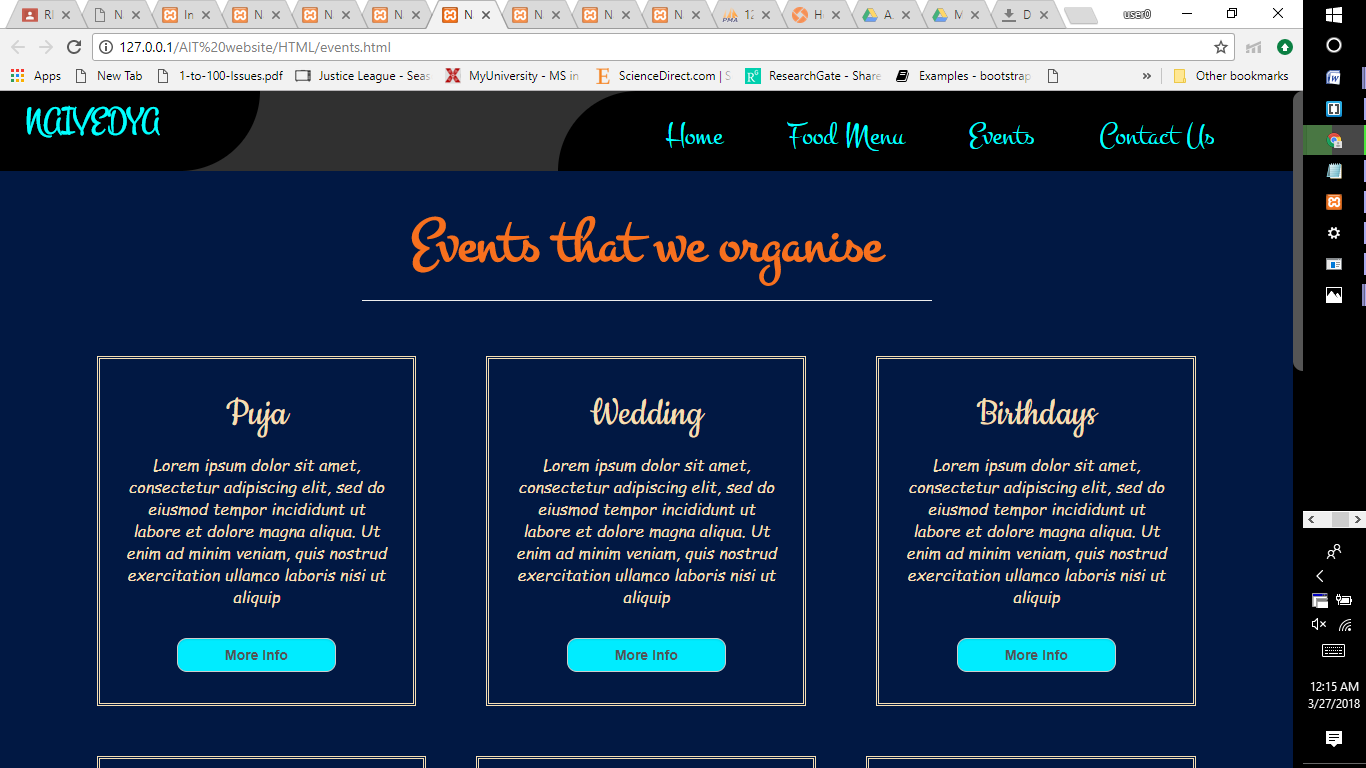 user0
127.0.0.1/AIT%20website/HTML/events.html
Apps New Tab 1-to-100-Issues.pdf Justice League - Seas MyUniversity - MS in ScienceDirect.com | S ResearchGate - Share Examples - bootstrap » Other bookmarks
NAIVEDYA
Home Food Menu Events Contact Us
Events that we organise
Puja
Lorem ipsum dolor sit amet,
consectetur adipiscing elit, sed do
eiusmod tempor incididunt ut
labore et dolore magna aliqua. Ut
enim ad minim veniam, quis nostrud
exercitation ullamco laboris nisi ut
aliquip
More Info
Wedding
Lorem ipsum dolor sit amet,
consectetur adipiscing elit, sed do
eiusmod tempor incididunt ut
labore et dolore magna aliqua. Ut
enim ad minim veniam, quis nostrud
exercitation ullamco laboris nisi ut
aliquip
More Info
Birthdays
Lorem ipsum dolor sit amet,
consectetur adipiscing elit, sed do
eiusmod tempor incididunt ut
labore et dolore magna aliqua. Ut
enim ad minim veniam, quis nostrud
exercitation ullamco laboris nisi ut
aliquip
More Info
12:15 AM
3/27/2018